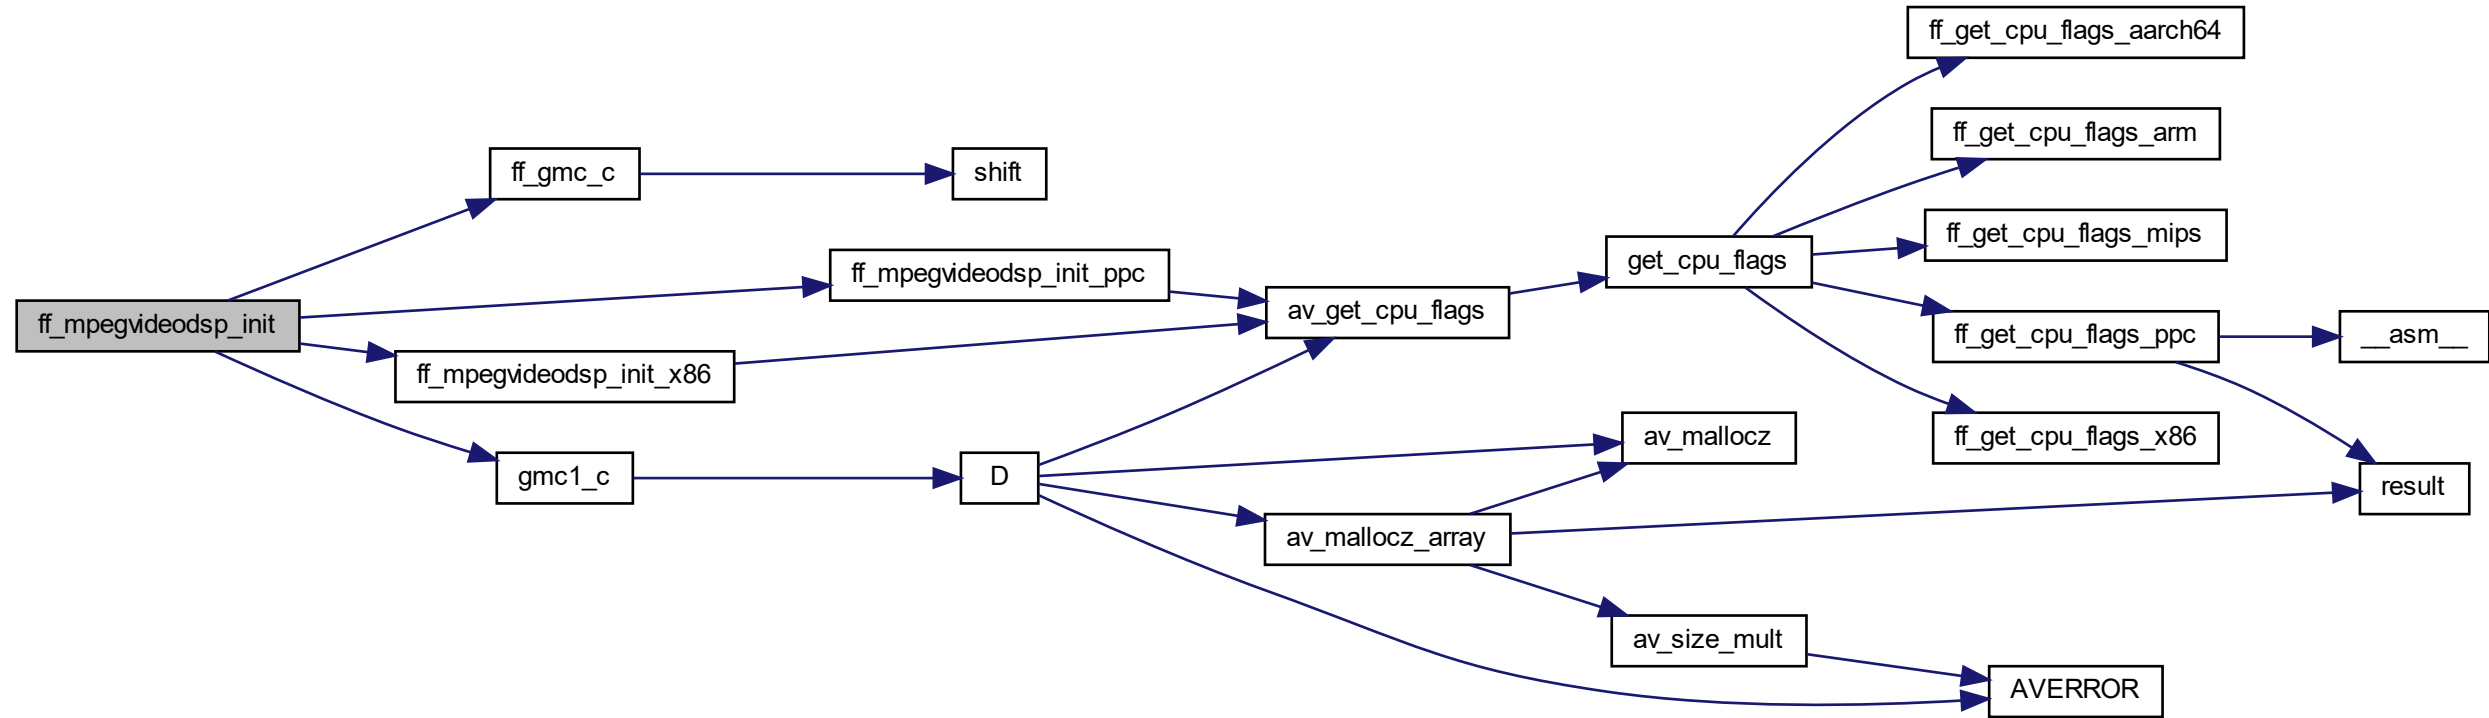 ff_get_cpu_flags_aarch64
ff_get_cpu_flags_arm
ff_gmc_c
shift
ff_get_cpu_flags_mips
get_cpu_flags
ff_mpegvideodsp_init_ppc
av_get_cpu_flags
ff_mpegvideodsp_init
ff_get_cpu_flags_ppc
__asm__
ff_mpegvideodsp_init_x86
av_mallocz
ff_get_cpu_flags_x86
gmc1_c
D
result
av_mallocz_array
av_size_mult
AVERROR